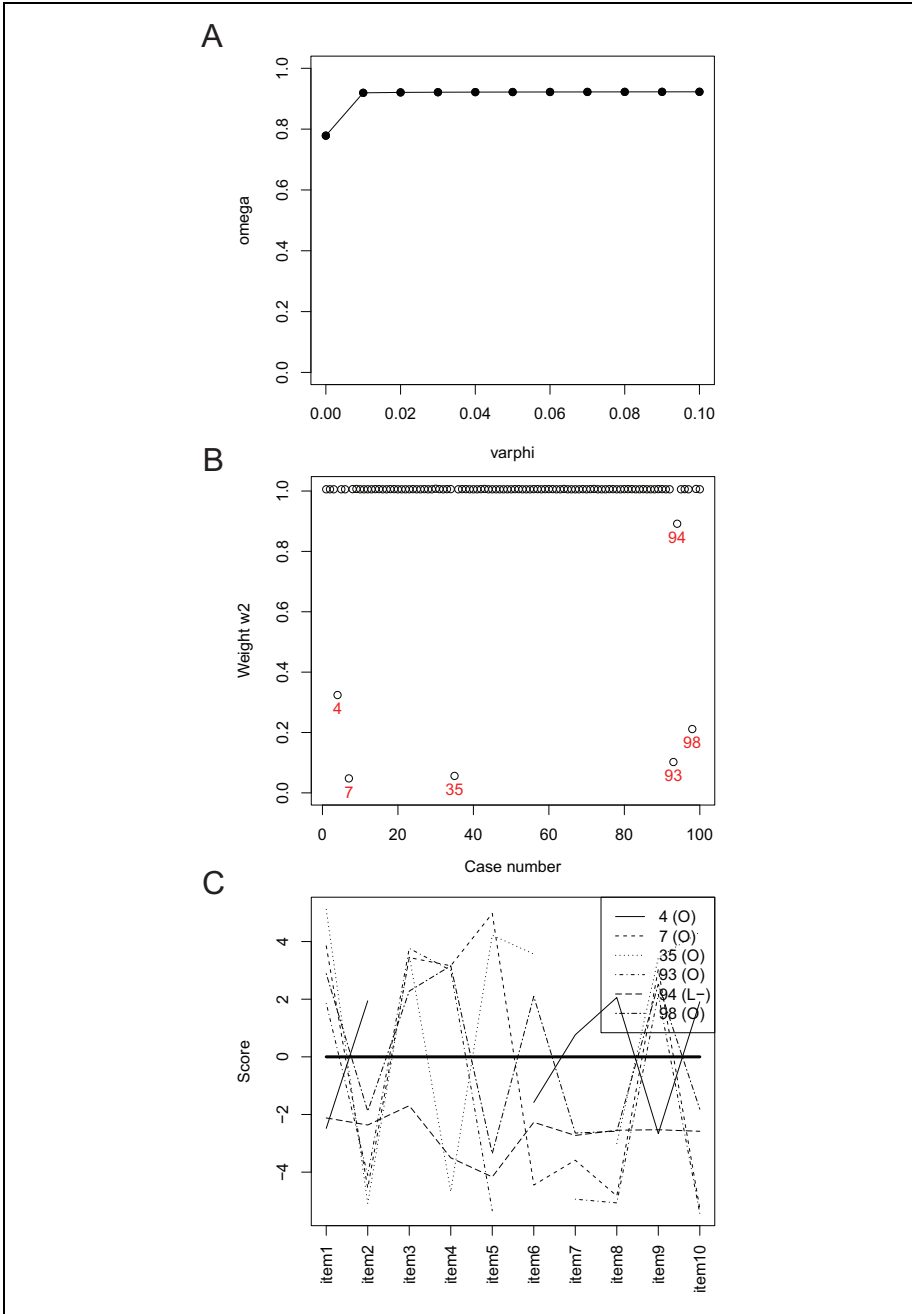 A
1.0
0.8
0.6
0.4
0.2
0.0
omega
0.00 0.02 0.04 0.06 0.08 0.10
varphi
B
1.0
0.8
0.6
0.4
0.2
0.0
Weight w2
94
4
98
93
7
35
0 20 40 60 80 100
Case number
C
4
2
0
−2
−4
Score
4 (O)
7 (O)
35 (O)
93 (O)
94 (L−)
98 (O)
item1 item2 item3 item4 item5 item6 item7 item8 item9 item10